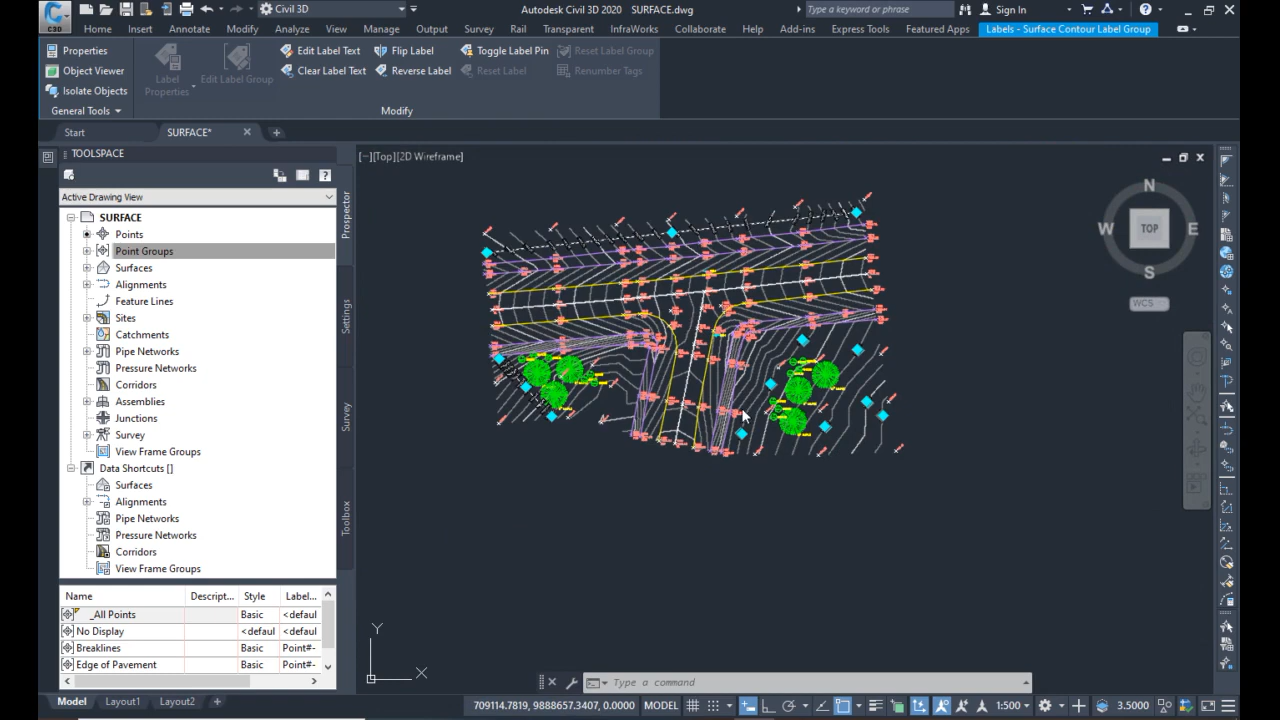 C3D
Civil 3D
Autodesk Civil 3D 2020 SURFACE.dwg
Type a keyword or phrase
Sign In
Home Insert Annotate Modify Analyze View Manage Output Survey Rail Transparent InfraWorks Collaborate Help Add-ins Express Tools Featured Apps Labels - Surface Contour Label Group
Properties
Object Viewer
Isolate Objects
General Tools
Label
Properties
Edit Label Group
Edit Label Text Flip Label Toggle Label Pin Reset Label Group
Clear Label Text Reverse Label Reset Label Renumber Tags
Modify
Start SURFACE*
TOOLSPACE
Active Drawing View
SURFACE
Points
Point Groups
Surfaces
Alignments
Feature Lines
Sites
Catchments
Pipe Networks
Pressure Networks
Corridors
Assemblies
Junctions
Survey
View Frame Groups
Data Shortcuts []
Surfaces
Alignments
Pipe Networks
Pressure Networks
Corridors
View Frame Groups
Prospector
Settings
Survey
Toolbox
Name Descript... Style Label...
_All Points Basic <defaul
No Display <defaul <defaul
Breaklines Basic Point#-
Edge of Pavement Basic Point#-
[−][Top][2D Wireframe]
N
W TOP E
S
WCS
Y
X
Type a command
Model Layout1 Layout2
709114.7819, 9888657.3407, 0.0000 MODEL 1:500 3.5000